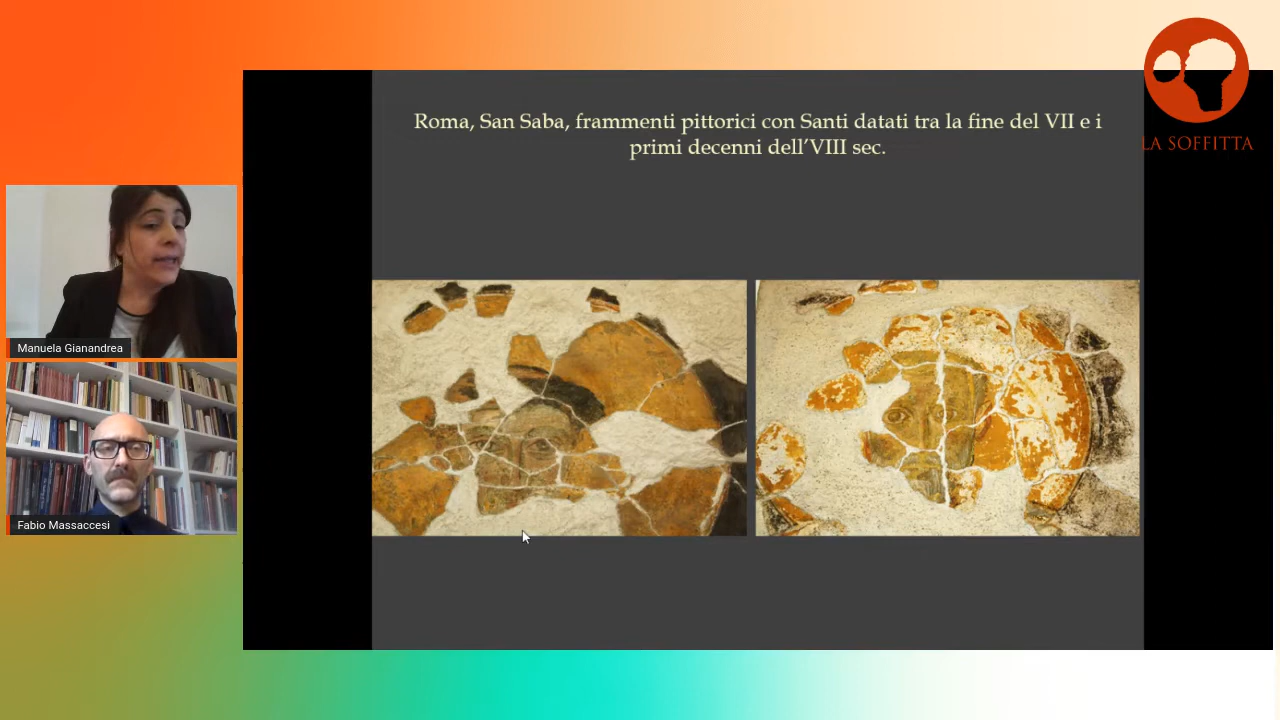 Roma, San Saba, frammenti pittorici con Santi datati tra la fine del VII e i
primi decenni dell'VIII sec.
LA SOFFITTA
Manuela Gianandrea
Fabio Massaccesi